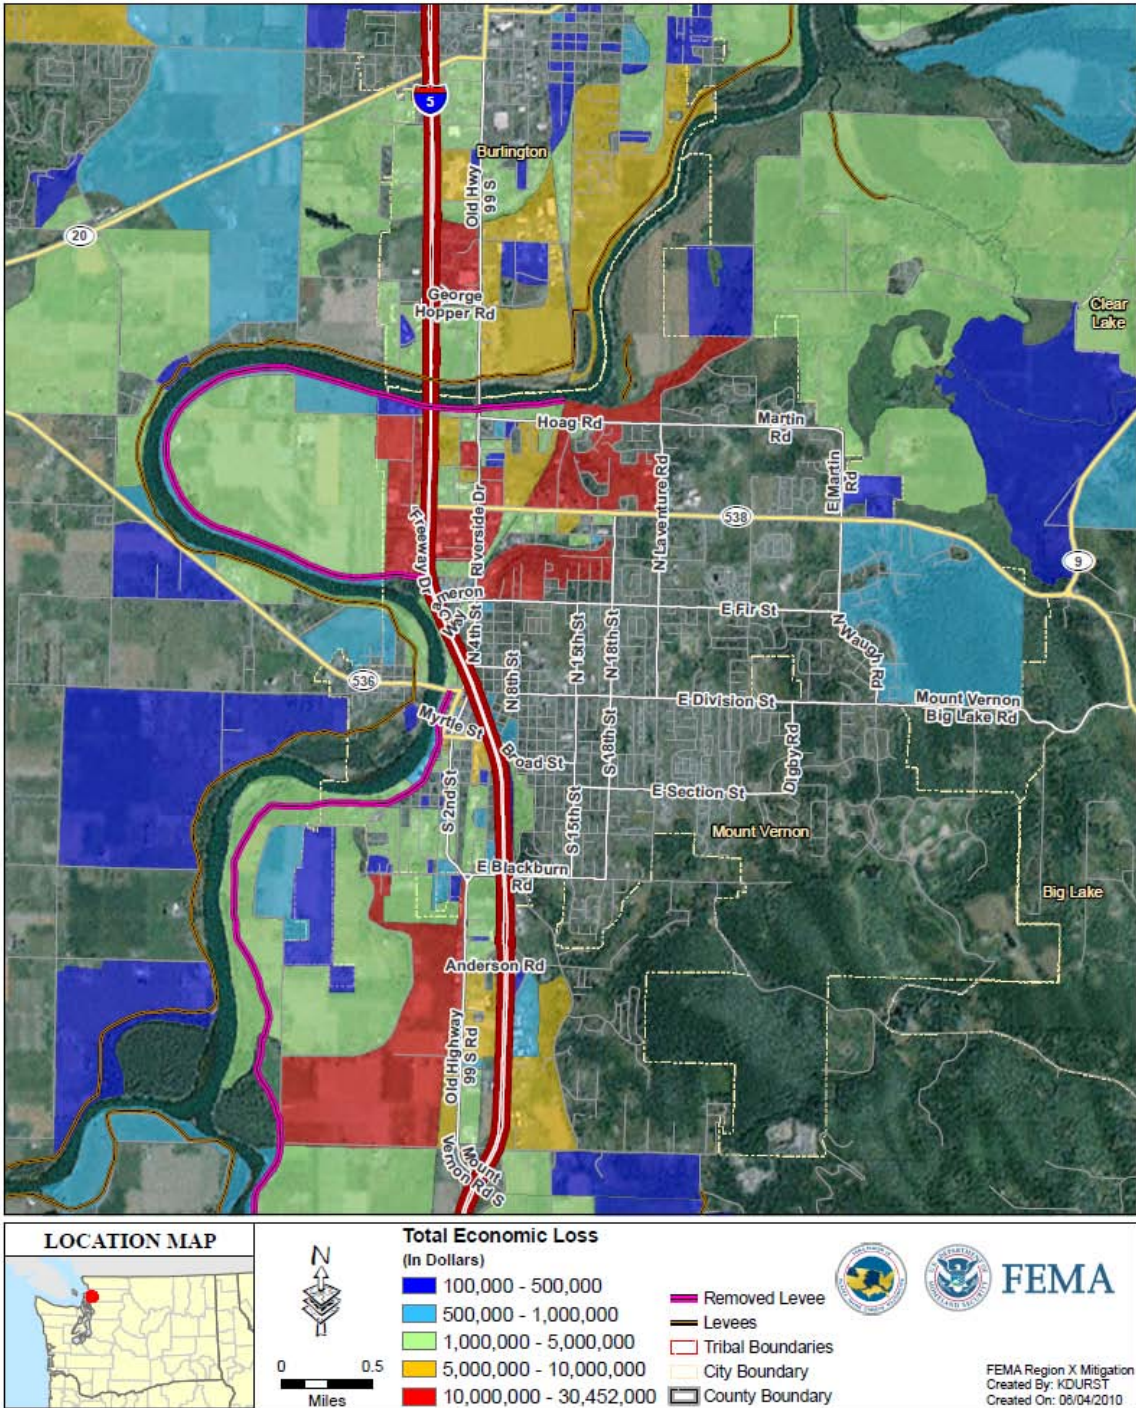 5
Burlington
Old Hwy
99 S
20
George
Hopper Rd
Clear
Lake
Hoag Rd
Martin
Rd
E Martin
Rd
N Laventure Rd
538
Riverside Dr
Freeway Dr
9
meron
Way
E Fir St
N 4th St
N 15th St
N 18th St
N Waugh Rd
N 8th St
536
E Division St
Mount Vernon
Big Lake Rd
Myrtle St
Broad St
S 18th St
Digby Rd
S 2nd St
E Section St
S 15th St
Mount Vernon
E Blackburn
Rd
Big Lake
Anderson Rd
Old Highway
99 S Rd
Mount
Vernon Rd S
LOCATION MAP
N
0 0.5
Miles
Total Economic Loss
(In Dollars)
100,000 - 500,000
500,000 - 1,000,000
1,000,000 - 5,000,000
5,000,000 - 10,000,000
10,000,000 - 30,452,000
Removed Levee
Levees
Tribal Boundaries
City Boundary
County Boundary
FEMA
FEMA Region X Mitigation
Created By: KDURST
Created On: 06/04/2010